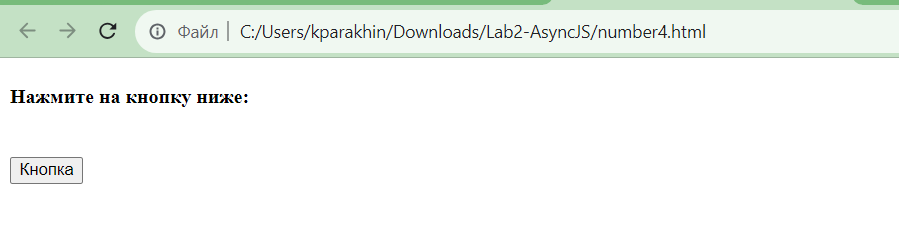 Файл C:/Users/kparakhin/Downloads/Lab2-AsyncJS/number4.html
Нажмите на кнопку ниже:
Кнопка